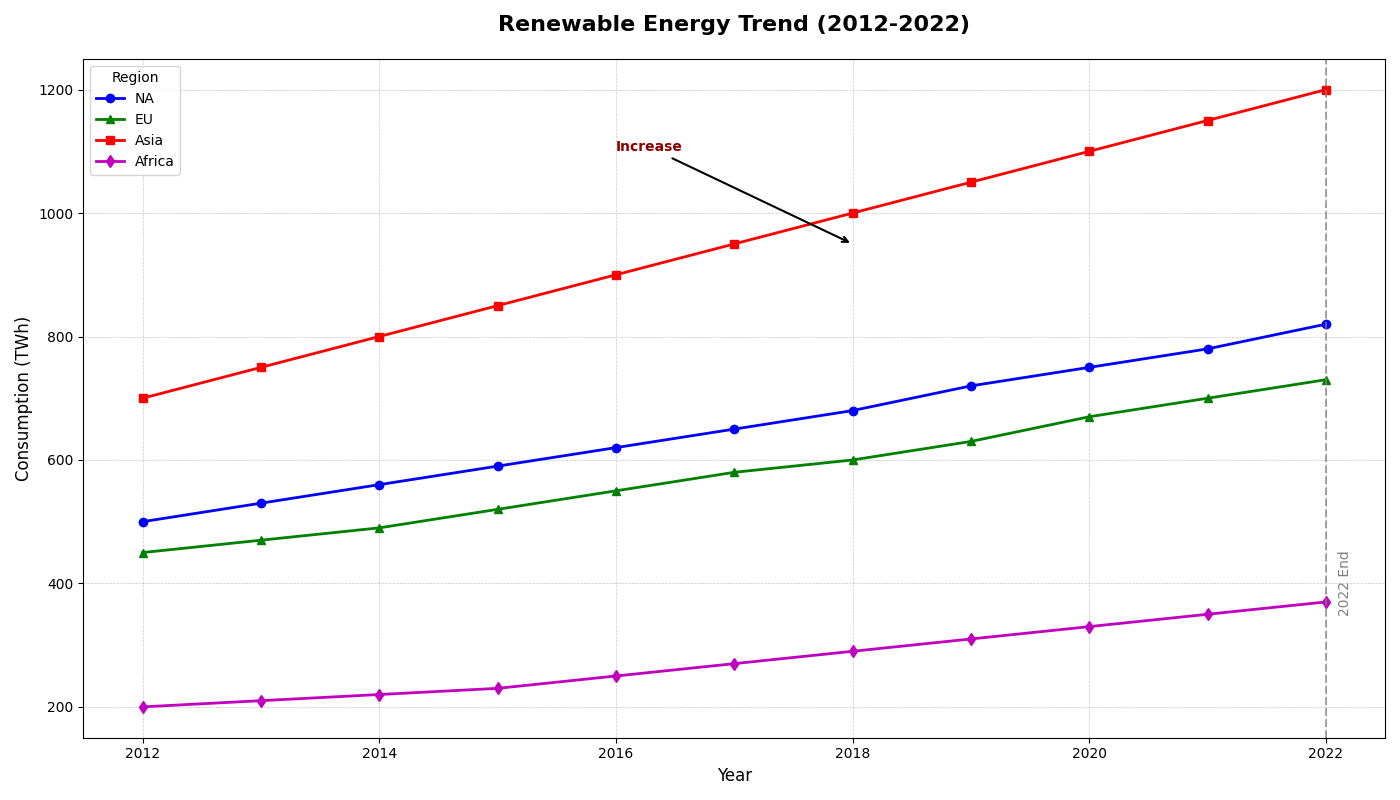 Renewable Energy Trend (2012-2022)
Region
NA
EU
Asia
Africa
Increase
2022 End
Consumption (TWh)
1200
1000
800
600
400
200
2012
2014
2016
2018
2020
2022
Year